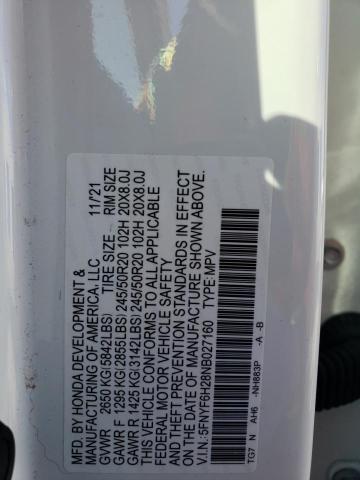 MFD. BY HONDA DEVELOPMENT &
MANUFACTURING OF AMERICA, LLC 11/21
GVWR 2650 KG(5842LBS) TIRE SIZE RIM SIZE
GAWR F 1295 KG(2855LBS) 245/50R20 102H 20X8.0J
GAWR R 1425 KG(3142LBS) 245/50R20 102H 20X8.0J
THIS VEHICLE CONFORMS TO ALL APPLICABLE
FEDERAL MOTOR VEHICLE SAFETY
AND THEFT PREVENTION STANDARDS IN EFFECT
ON THE DATE OF MANUFACTURE SHOWN ABOVE.
V.I.N.: 5FNYF6H28NB027160 TYPE: MPV
TG7 N AH6 -NH883P -A -B